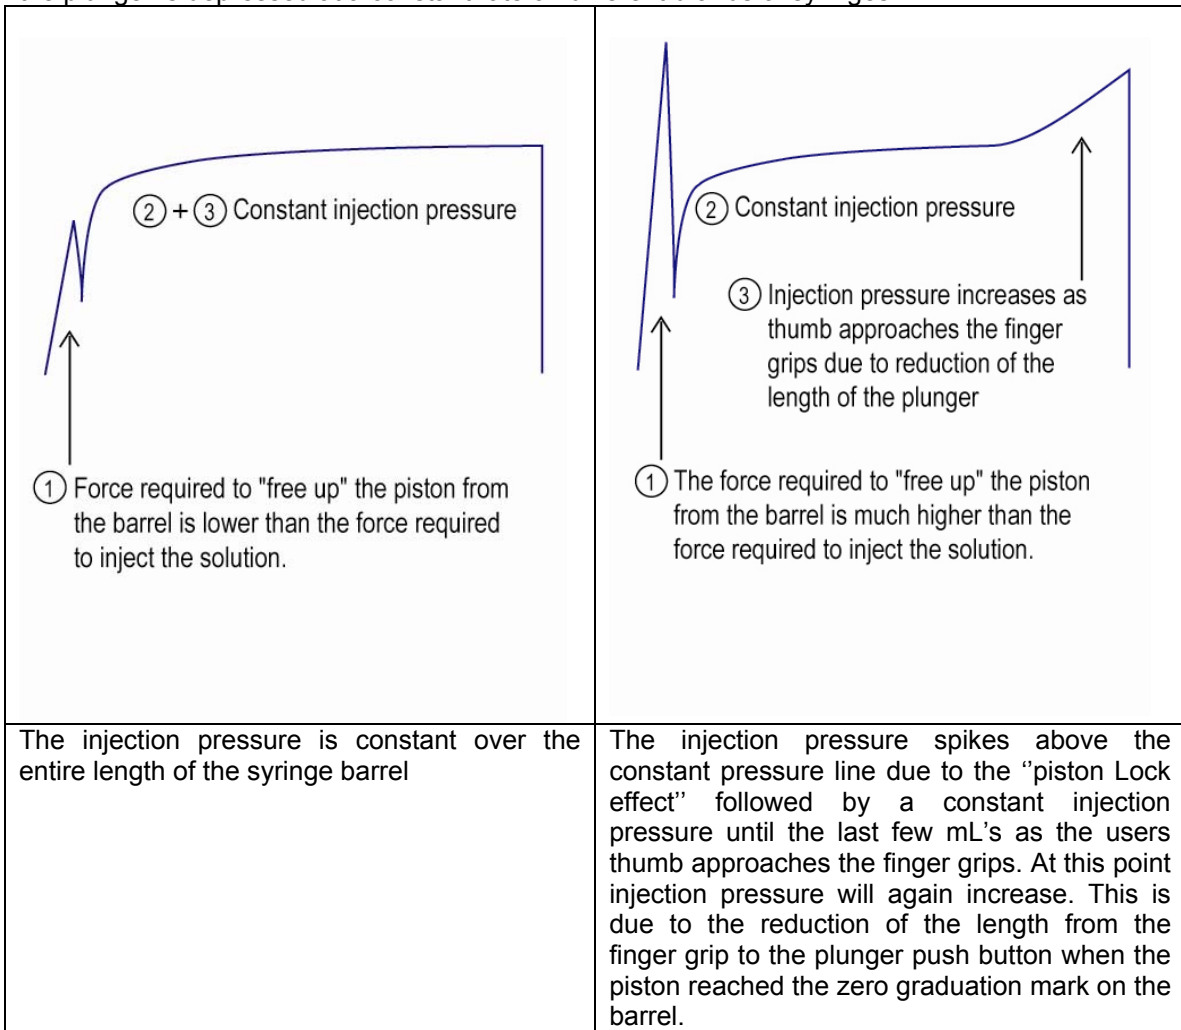 ② + ③ Constant injection pressure
① Force required to "free up" the piston from
the barrel is lower than the force required
to inject the solution.
② Constant injection pressure
③ Injection pressure increases as
thumb approaches the finger
grips due to reduction of the
length of the plunger
① The force required to "free up" the piston
from the barrel is much higher than the
force required to inject the solution.
The injection pressure is constant over the
entire length of the syringe barrel
The injection pressure spikes above the
constant pressure line due to the ‘’piston Lock
effect’’ followed by a constant injection
pressure until the last few mL’s as the users
thumb approaches the finger grips. At this point
injection pressure will again increase. This is
due to the reduction of the length from the
finger grip to the plunger push button when the
piston reached the zero graduation mark on the
barrel.